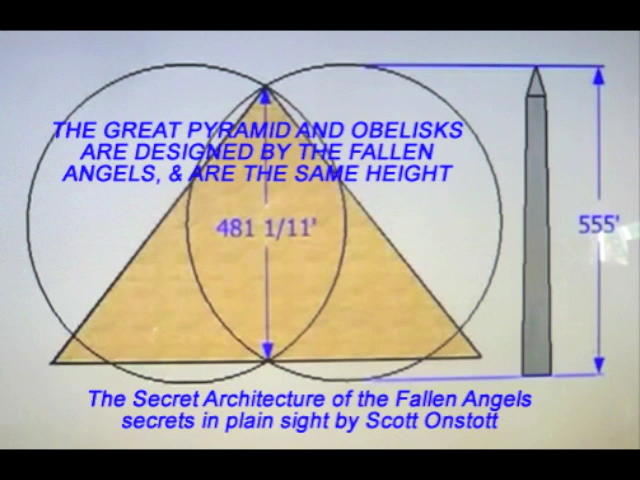 THE GREAT PYRAMID AND OBELISKS
ARE DESIGNED BY THE FALLEN
ANGELS, & ARE THE SAME HEIGHT
481 1/11'
555'
The Secret Architecture of the Fallen Angels
secrets in plain sight by Scott Onstott